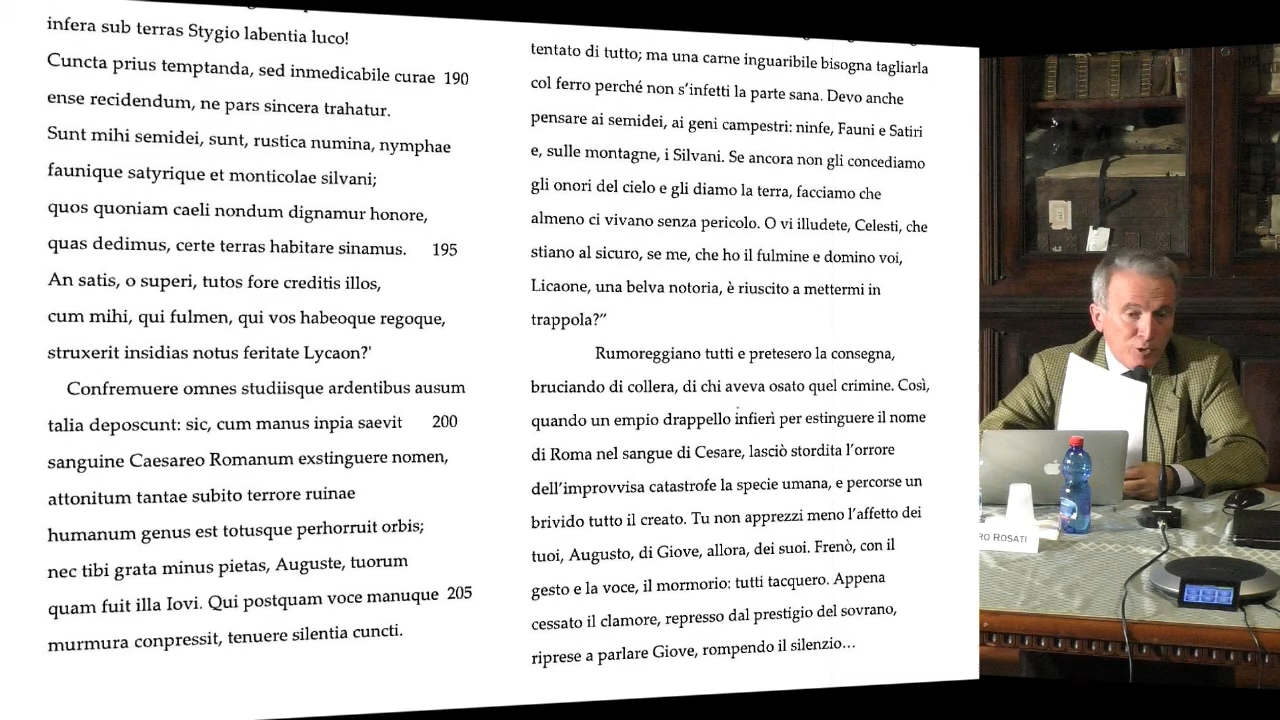 infera sub terras Stygio labentia luco!
Cuncta prius temptanda, sed inmedicabile curae 190
ense recidendum, ne pars sincera trahatur.
Sunt mihi semidei, sunt, rustica numina, nymphae
faunique satyrique et monticolae silvani;
quos quoniam caeli nondum dignamur honore,
quas dedimus, certe terras habitare sinamus. 195
An satis, o superi, tutos fore creditis illos,
cum mihi, qui fulmen, qui vos habeoque regoque,
struxerit insidias notus feritate Lycaon?'
Confremuere omnes studiisque ardentibus ausum
talia deposcunt: sic, cum manus inpia saevit 200
sanguine Caesareo Romanum exstinguere nomen,
attonitum tantae subito terrore ruinae
humanum genus est totusque perhorruit orbis;
nec tibi grata minus pietas, Auguste, tuorum
quam fuit illa Iovi. Qui postquam voce manuque 205
murmura conpressit, tenuere silentia cuncti.
tentato di tutto; ma una carne inguaribile bisogna tagliarla
col ferro perché non s'infetti la parte sana. Devo anche
pensare ai semidei, ai geni campestri: ninfe, Fauni e Satiri
e, sulle montagne, i Silvani. Se ancora non gli concediamo
gli onori del cielo e gli diamo la terra, facciamo che
almeno ci vivano senza pericolo. O vi illudete, Celesti, che
stiano al sicuro, se me, che ho il fulmine e domino voi,
Licaone, una belva notoria, è riuscito a mettermi in
trappola?”
Rumoreggiano tutti e pretesero la consegna,
bruciando di collera, di chi aveva osato quel crimine. Così,
quando un empio drappello infierì per estinguere il nome
di Roma nel sangue di Cesare, lasciò stordita l'orrore
dell'improvvisa catastrofe la specie umana, e percorse un
brivido tutto il creato. Tu non apprezzi meno l'affetto dei
tuoi, Augusto, di Giove, allora, dei suoi. Frenò, con il
gesto e la voce, il mormorio: tutti tacquero. Appena
cessato il clamore, represso dal prestigio del sovrano,
riprese a parlare Giove, rompendo il silenzio…
RO ROSATI